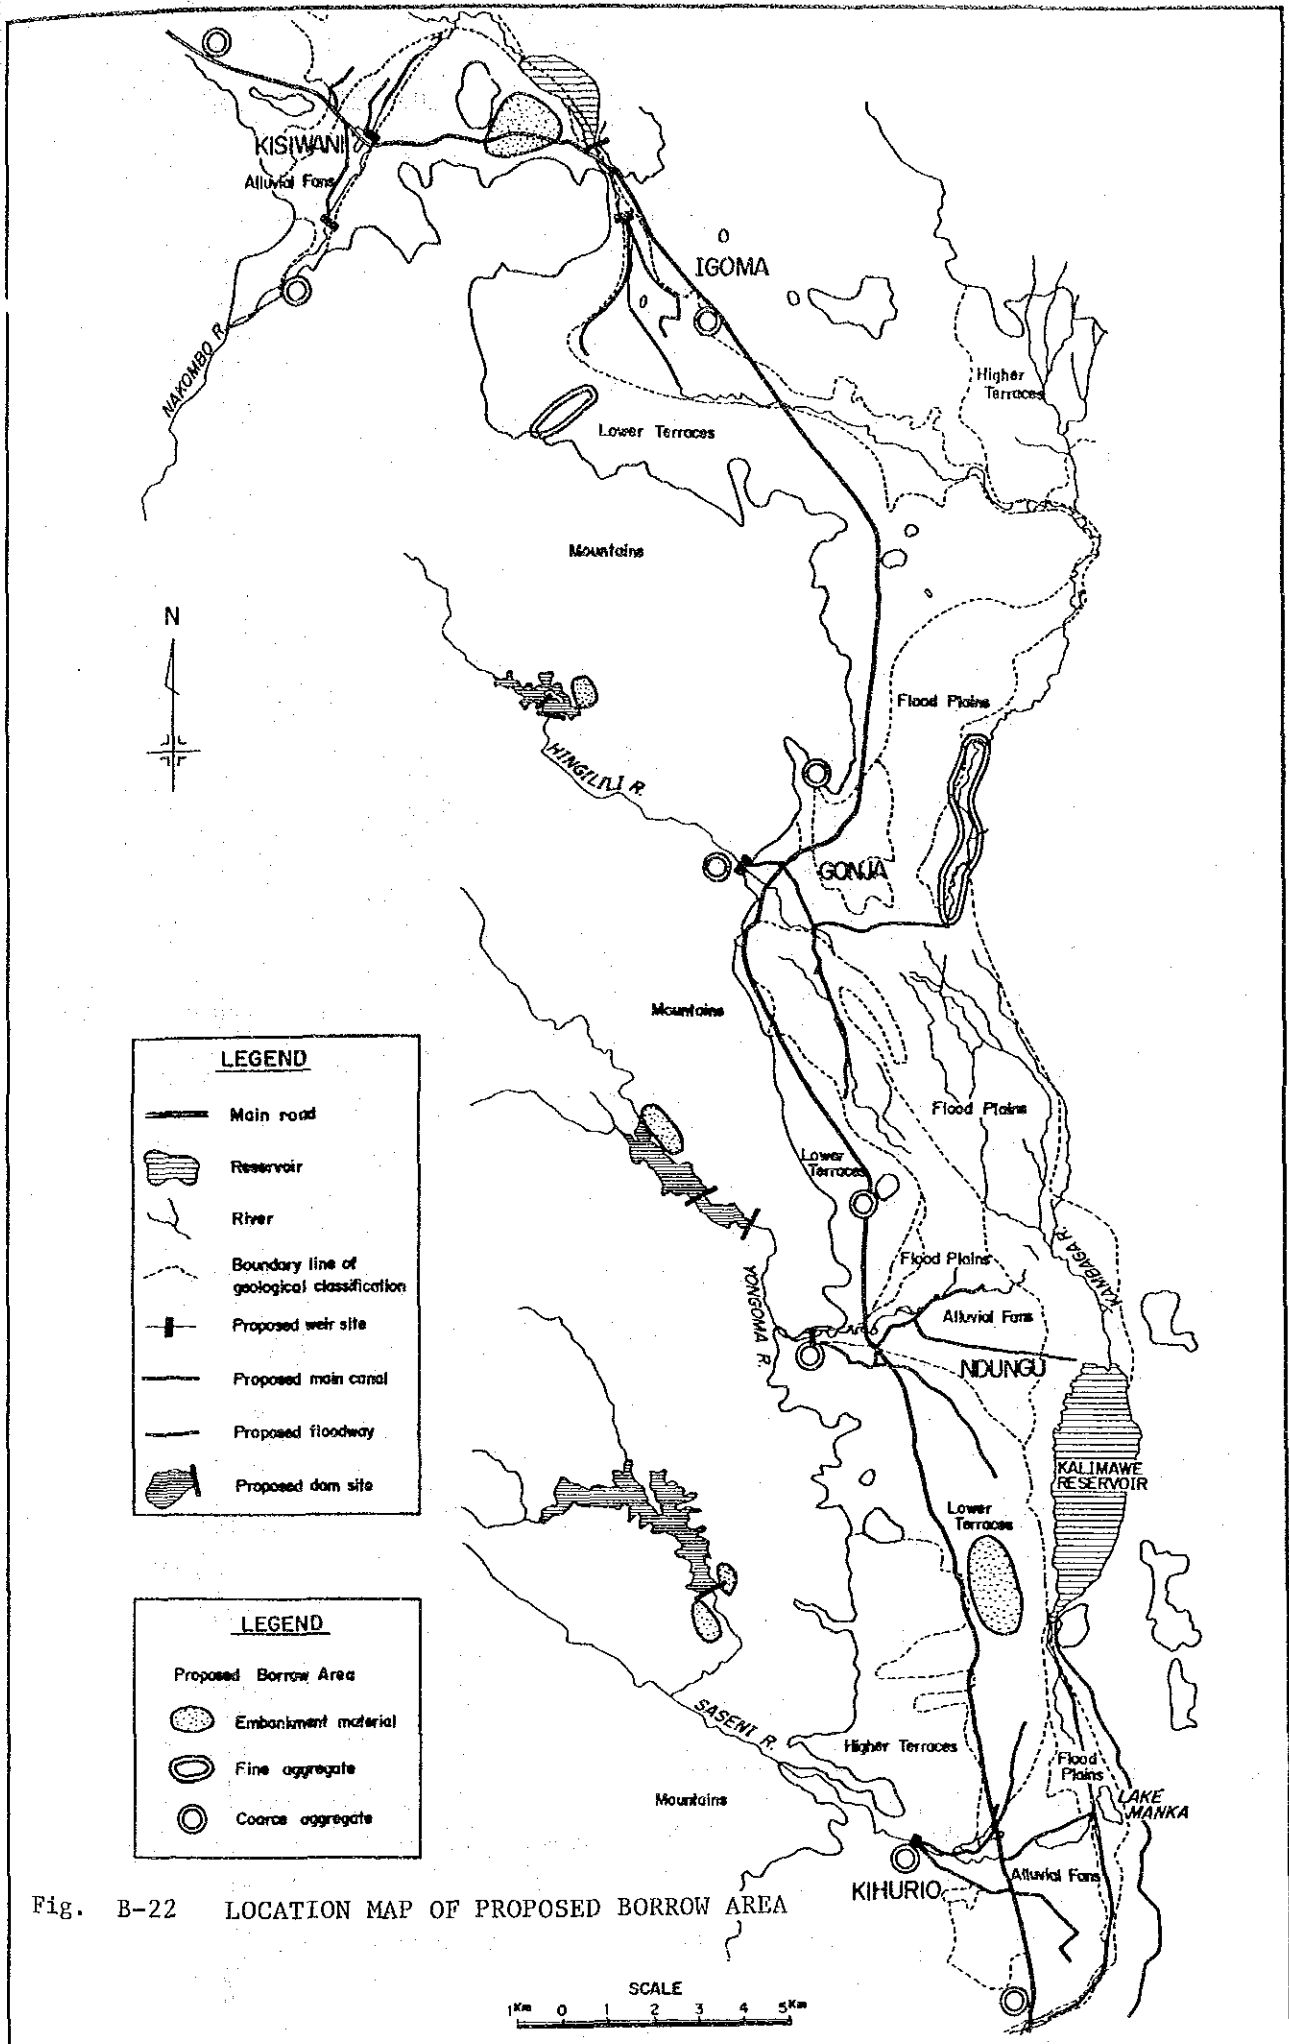 KISIWANI
Alluvial Fans
IGOMA
NAKOMBO R.
Higher
Terraces
Lower Terraces
Mountains
N
Flood Plains
HINGILILI R.
GONJA
Mountains
LEGEND
Main road
Reservoir
River
Boundary line of
geological classification
Proposed weir site
Proposed main canal
Proposed floodway
Proposed dam site
Flood Plains
Lower
Terraces
KAMBAGA R.
Flood Plains
YONGOMA R.
Alluvial Fans
NDUNGU
KALIMAWE
RESERVOIR
Lower
Terraces
LEGEND
Proposed Borrow Area
Embankment material
Fine aggregate
Coarse aggregate
SASENI R.
Higher Terraces
Flood
Plains
Mountains
LAKE
MANKA
Alluvial Fans
KIHURIO
Fig. B-22 LOCATION MAP OF PROPOSED BORROW AREA
SCALE
1Km 0 1 2 3 4 5Km